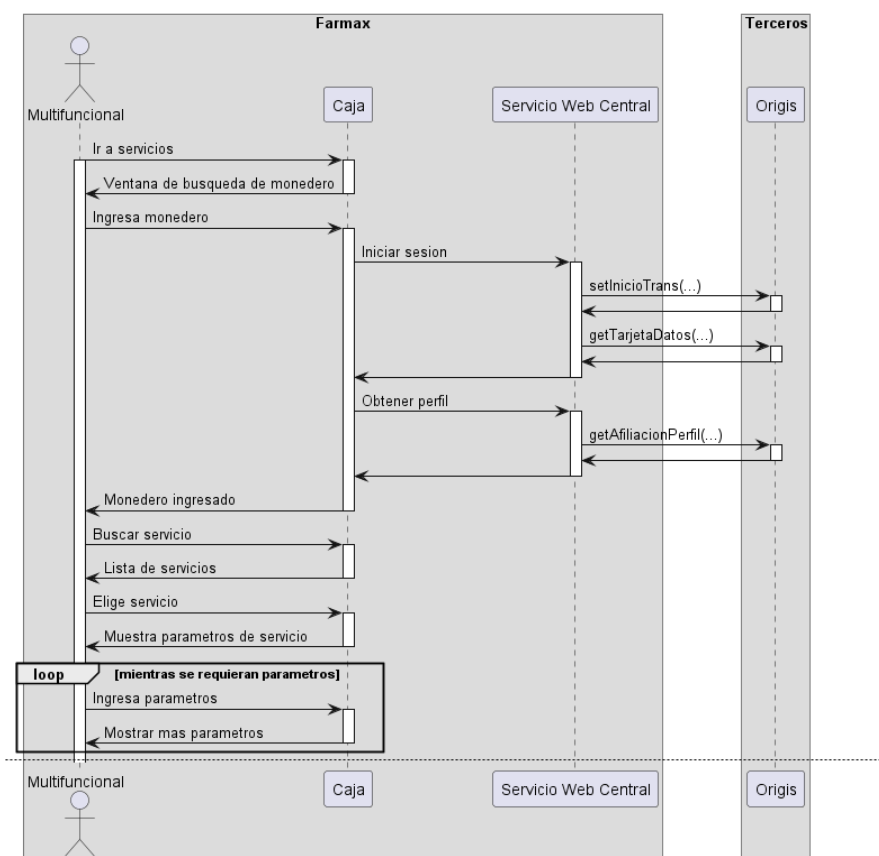 Farmax
Terceros
Multifuncional
Caja
Servicio Web Central
Origis
Ir a servicios
Ventana de busqueda de monedero
Ingresa monedero
Iniciar sesion
setInicioTrans(...)
getTarjetaDatos(...)
Obtener perfil
getAfiliacionPerfil(...)
Monedero ingresado
Buscar servicio
Lista de servicios
Elige servicio
Muestra parametros de servicio
loop [mientras se requieran parametros]
Ingresa parametros
Mostrar mas parametros
Multifuncional
Caja
Servicio Web Central
Origis